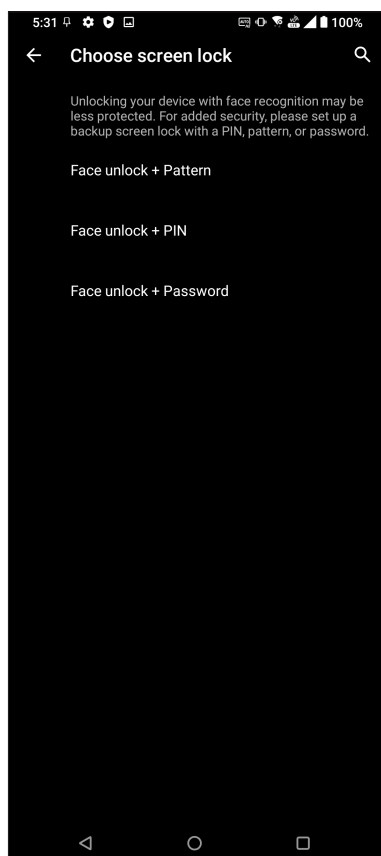 5:31 100%
Choose screen lock
Unlocking your device with face recognition may be
less protected. For added security, please set up a
backup screen lock with a PIN, pattern, or password.
Face unlock + Pattern
Face unlock + PIN
Face unlock + Password